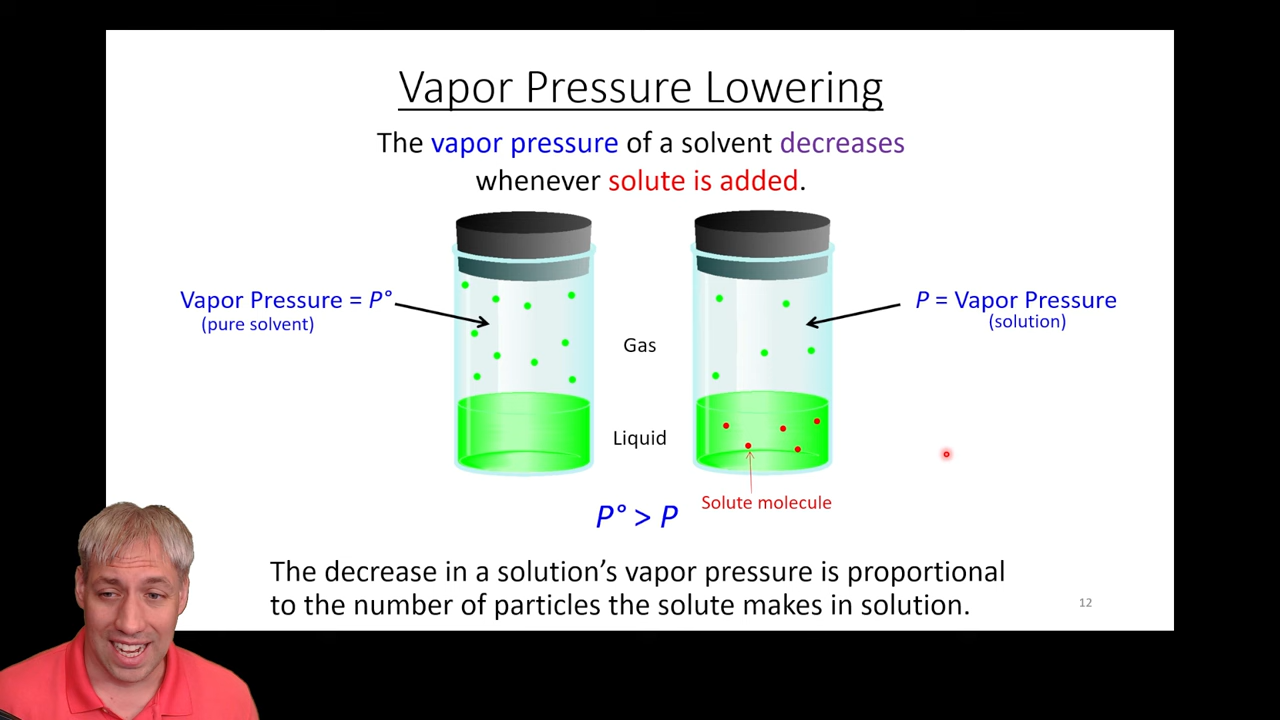 Vapor Pressure Lowering
The vapor pressure of a solvent decreases
whenever solute is added.
Vapor Pressure = P°
(pure solvent)
P = Vapor Pressure
(solution)
Gas
Liquid
Solute molecule
P° > P
The decrease in a solution’s vapor pressure is proportional
to the number of particles the solute makes in solution.
12